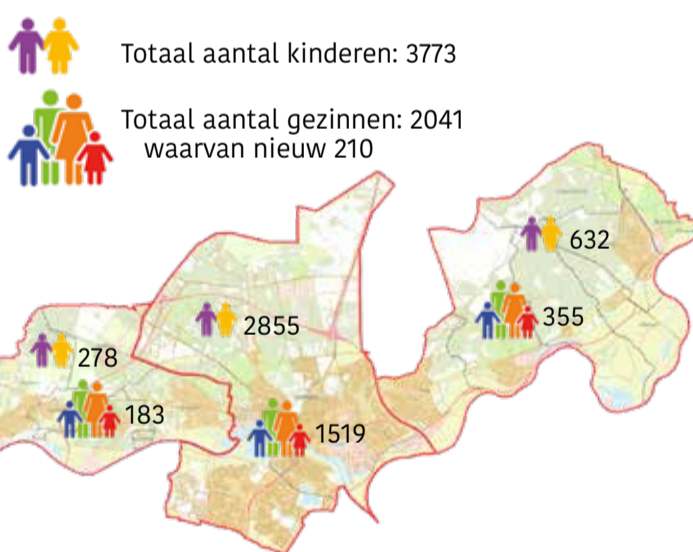 Totaal aantal kinderen: 3773
Totaal aantal gezinnen: 2041
waarvan nieuw 210
632
355
2855
278
183
1519